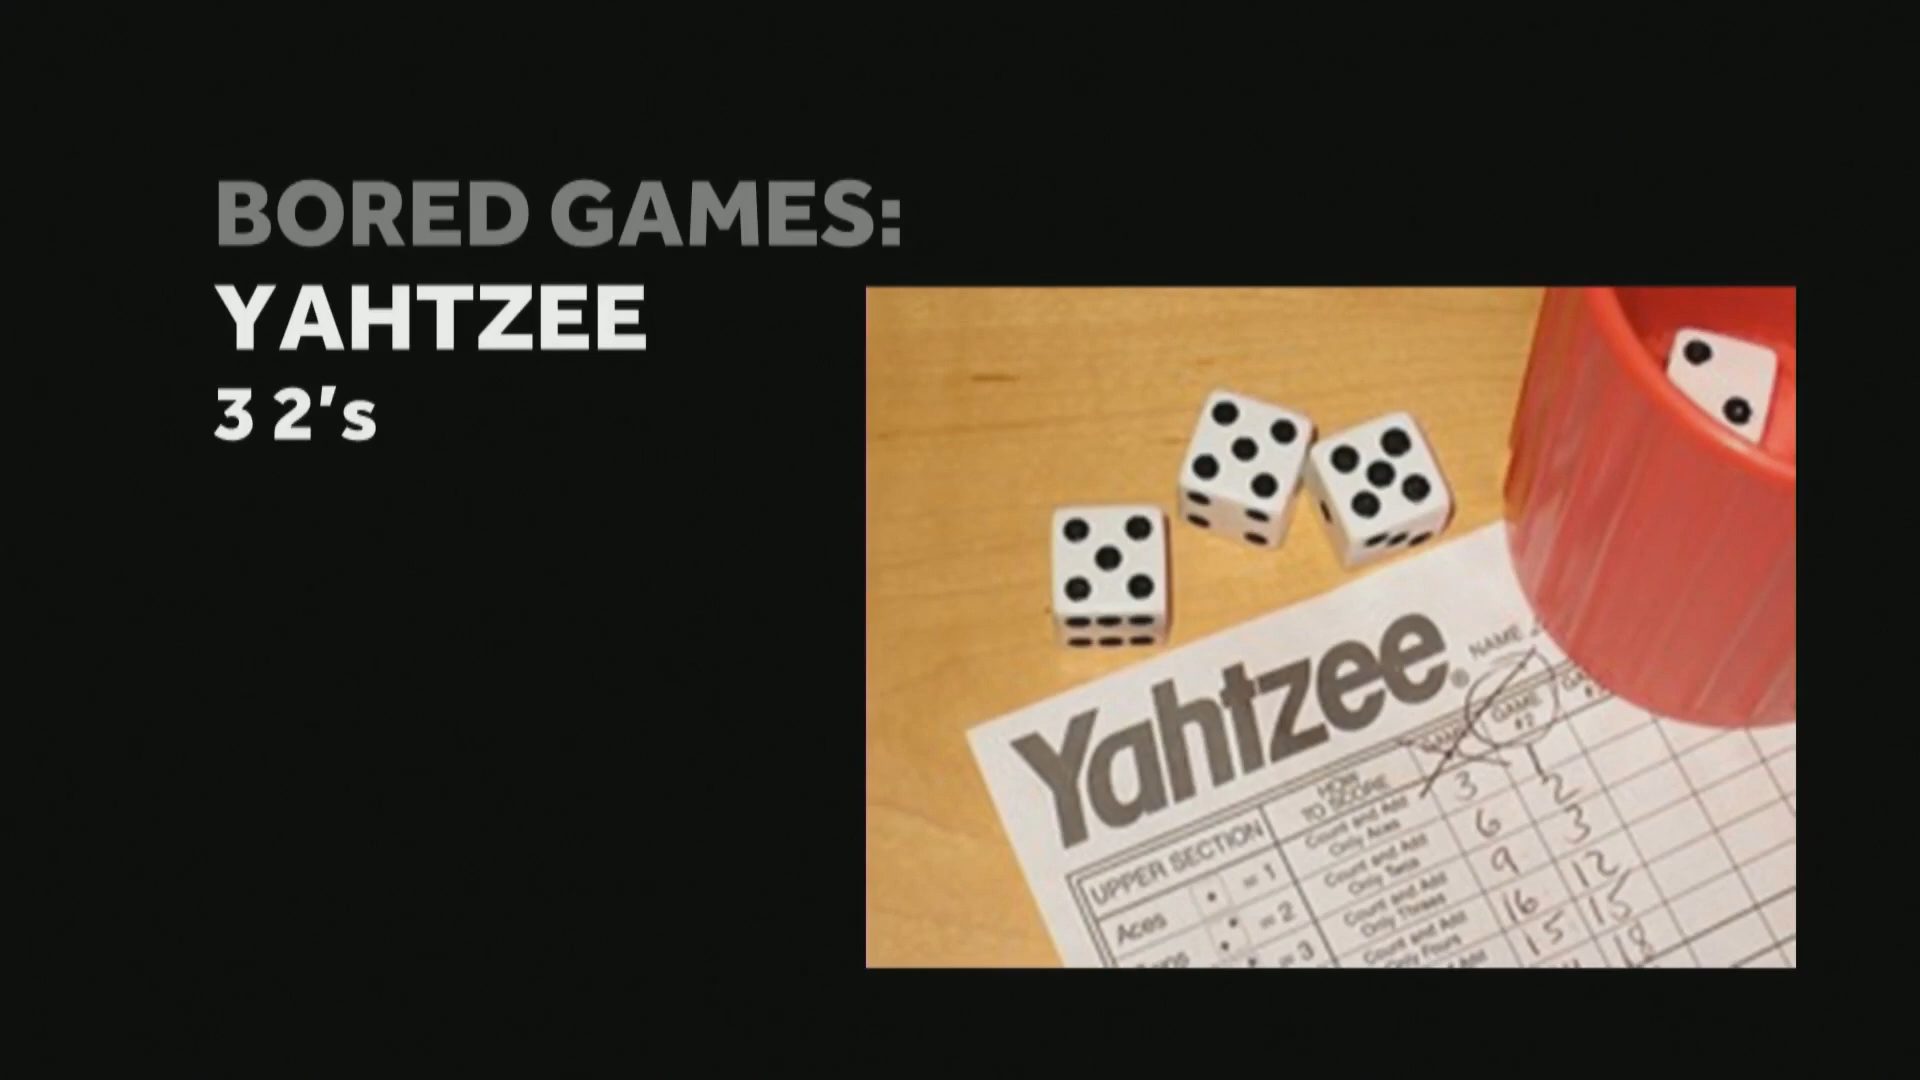 BORED GAMES:
YAHTZEE
3 2's
Yahtzee®
NAME
GAME
#2
HOW
TO SCORE
UPPER SECTION
Aces
= 1
Count and Add
Only Aces
3
1
= 2
Count and Add
6
2
= 3
Count and Add
Only Threes
9
3
Count and Add
Only Fours
16
12
15
15
18